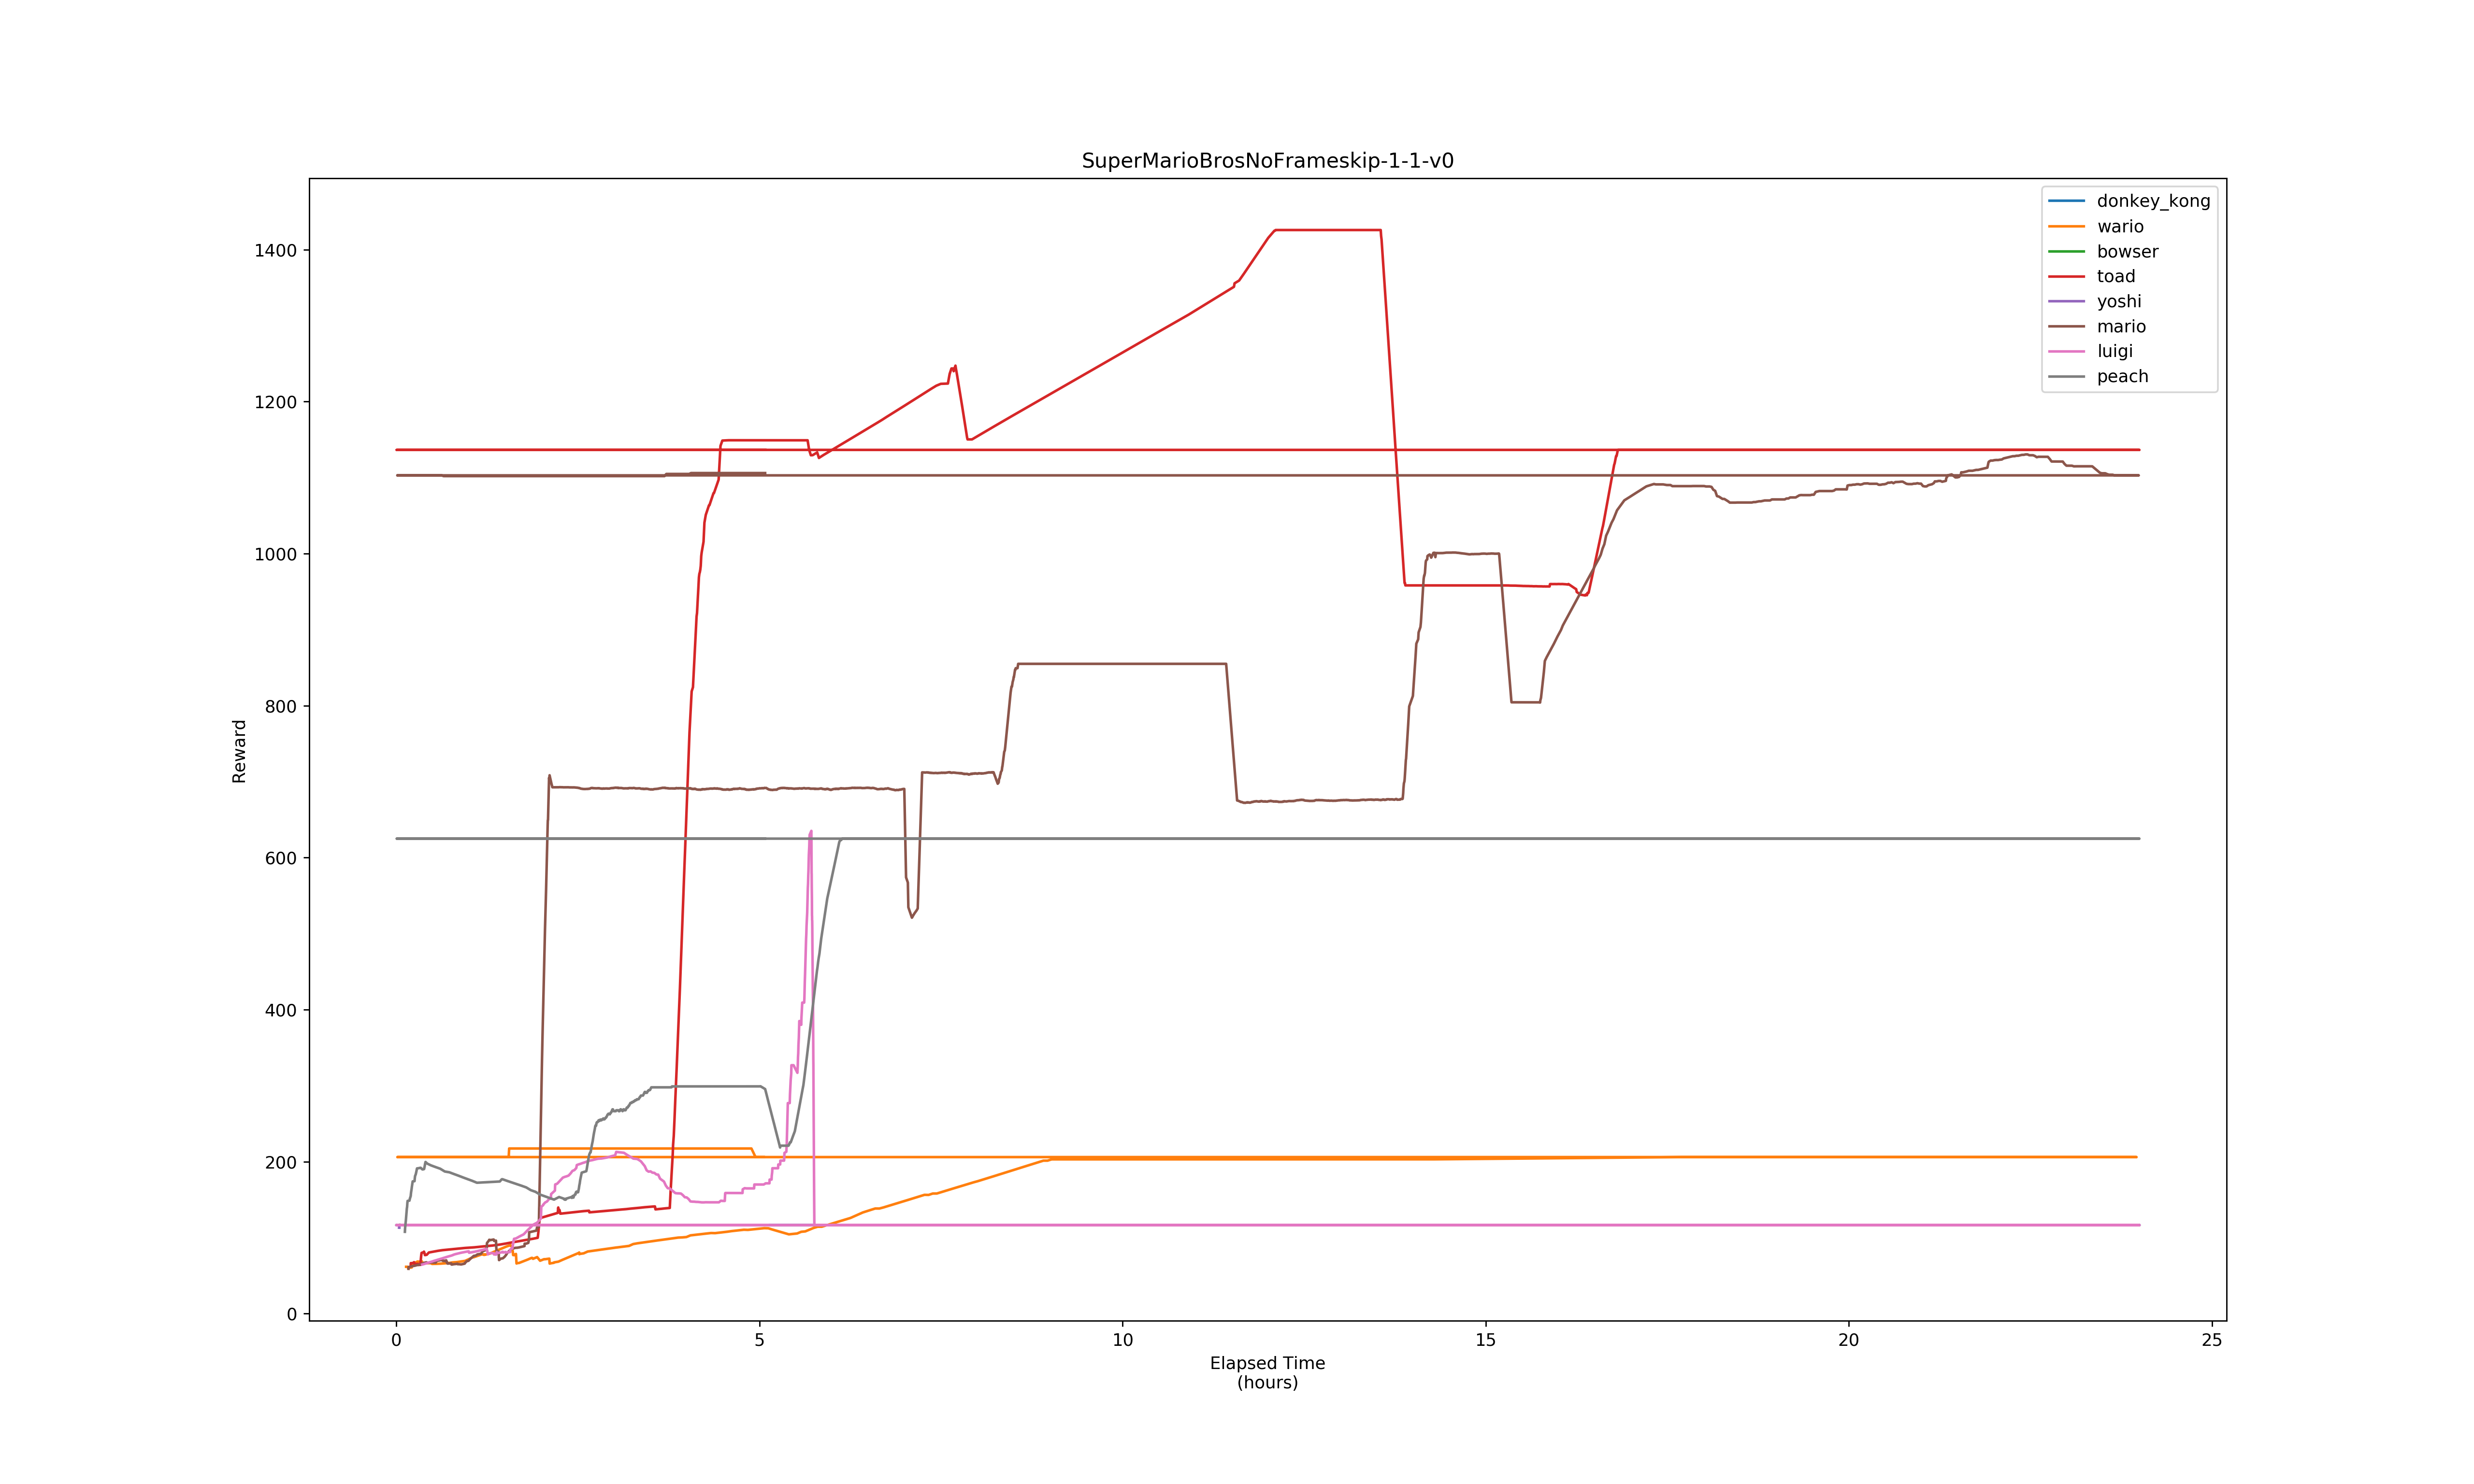 SuperMarioBrosNoFrameskip-1-1-v0
donkey_kong
wario
bowser
toad
yoshi
mario
luigi
peach
Reward
1400
1200
1000
800
600
400
200
0
0 5 10 15 20 25
Elapsed Time
(hours)